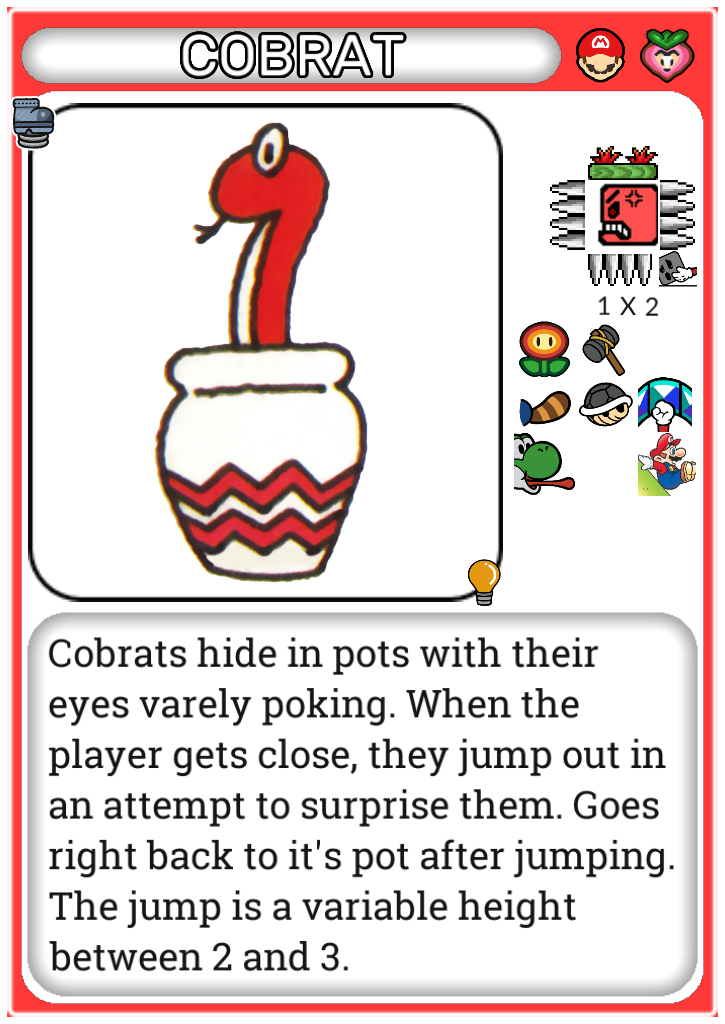 COBRAT
1 X 2
Cobrats hide in pots with their
eyes varely poking. When the
player gets close, they jump out in
an attempt to surprise them. Goes
right back to it's pot after jumping.
The jump is a variable height
between 2 and 3.